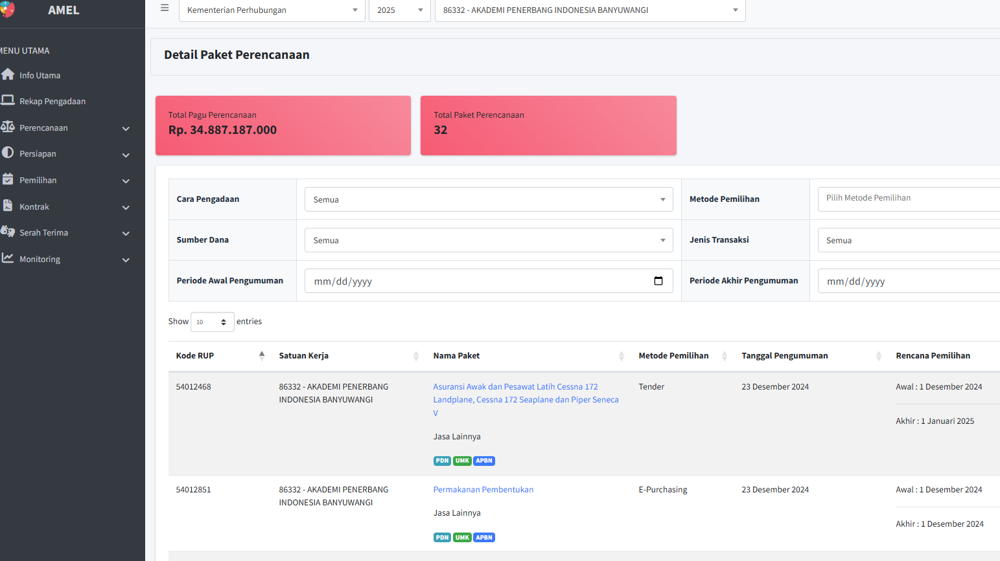 AMEL
Kementerian Perhubungan
2025
86332 - AKADEMI PENERBANG INDONESIA BANYUWANGI
MENU UTAMA
Info Utama
Rekap Pengadaan
Perencanaan
Persiapan
Pemilihan
Kontrak
Serah Terima
Monitoring
Detail Paket Perencanaan
Total Pagu Perencanaan
Rp. 34.887.187.000
Total Paket Perencanaan
32
Cara Pengadaan
Semua
Metode Pemilihan
Pilih Metode Pemilihan
Sumber Dana
Semua
Jenis Transaksi
Semua
Periode Awal Pengumuman
mm/dd/yyyy
Periode Akhir Pengumuman
mm/dd/yyyy
Show 10 entries
Kode RUP Satuan Kerja Nama Paket Metode Pemilihan Tanggal Pengumuman Rencana Pemilihan
54012468
86332 - AKADEMI PENERBANG
INDONESIA BANYUWANGI
Asuransi Awak dan Pesawat Latih Cessna 172
Landplane, Cessna 172 Seaplane dan Piper Seneca
V
Jasa Lainnya
PDN UMK APBN
Tender
23 Desember 2024
Awal : 1 Desember 2024
Akhir : 1 Januari 2025
54012851
86332 - AKADEMI PENERBANG
INDONESIA BANYUWANGI
Permakanan Pembentukan
Jasa Lainnya
PDN UMK APBN
E-Purchasing
23 Desember 2024
Awal : 1 Desember 2024
Akhir : 1 Desember 2024